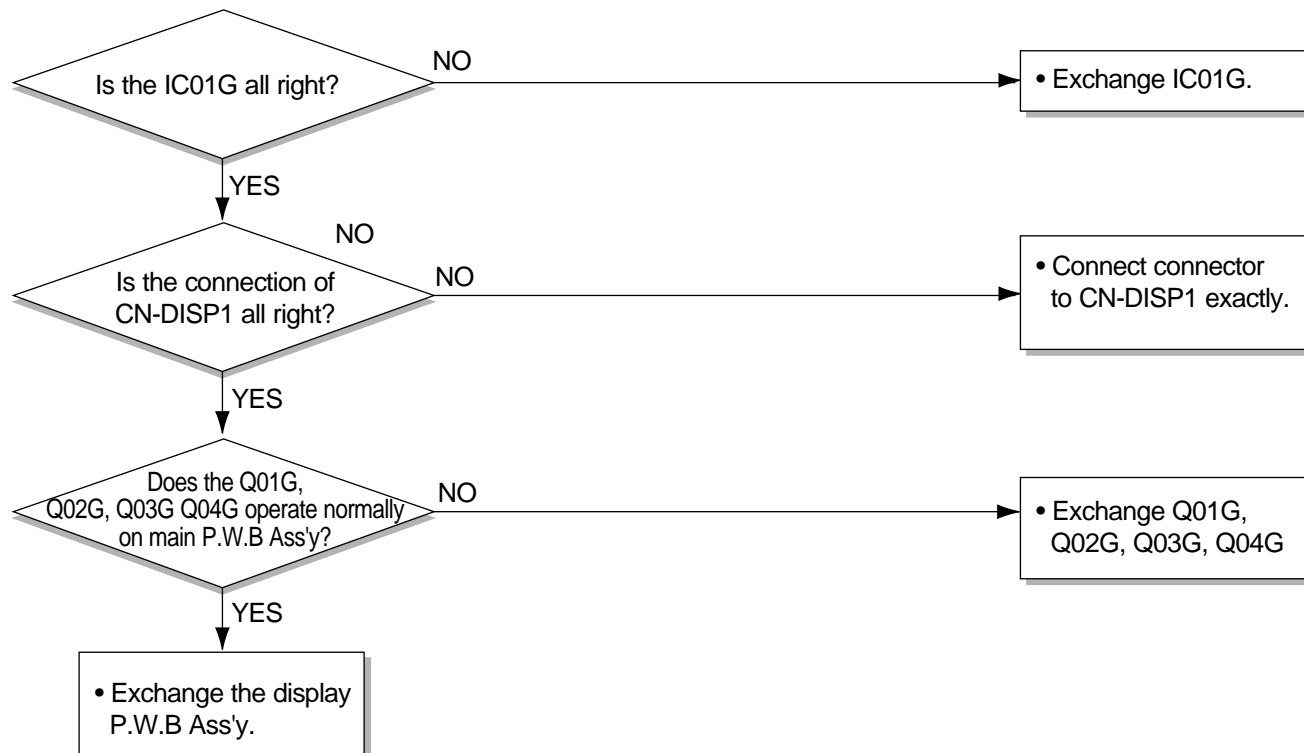 Is the IC01G all right?
NO
• Exchange IC01G.
YES
NO
Is the connection of
CN-DISP1 all right?
NO
• Connect connector
to CN-DISP1 exactly.
YES
Does the Q01G,
Q02G, Q03G Q04G operate normally
on main P.W.B Ass'y?
NO
• Exchange Q01G,
Q02G, Q03G, Q04G
YES
• Exchange the display
P.W.B Ass'y.